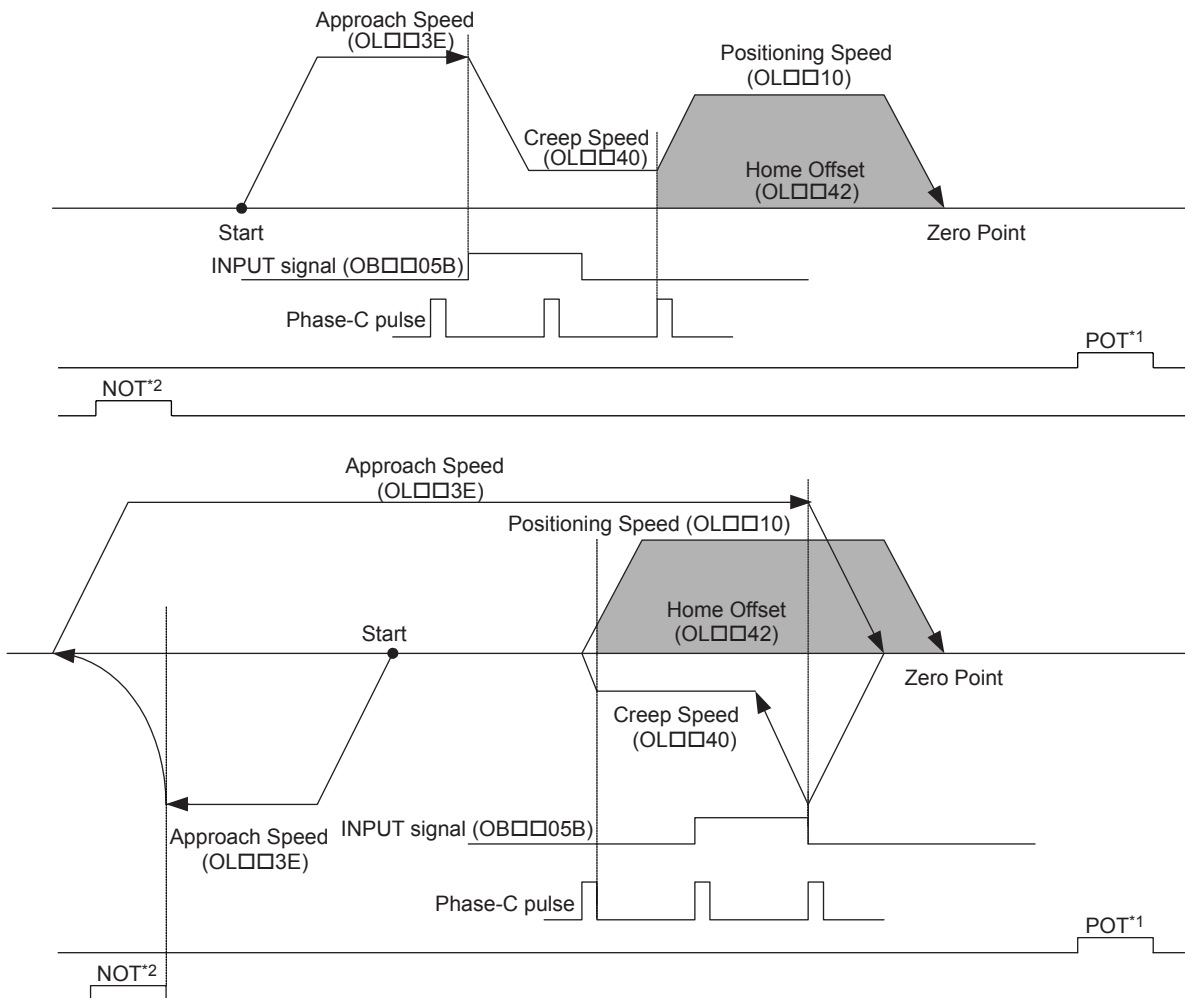 Approach Speed
(OL□□3E)
Positioning Speed
(OL□□10)
Creep Speed
(OL□□40)
Home Offset
(OL□□42)
Start
Zero Point
INPUT signal (OB□□05B)
Phase-C pulse
POT*1
NOT*2
Approach Speed
(OL□□3E)
Positioning Speed (OL□□10)
Home Offset
(OL□□42)
Start
Zero Point
Creep Speed
(OL□□40)
Approach Speed
(OL□□3E)
INPUT signal (OB□□05B)
Phase-C pulse
POT*1
NOT*2